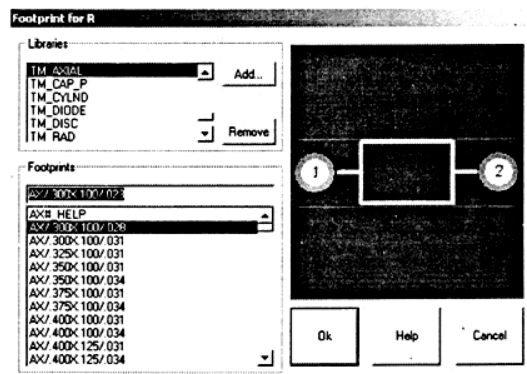 Footprint for R
Libraries
TM_AXIAL
TM_CAP_P
TM_CYLND
TM_DIODE
TM_DISC
TM_RAD
Add...
Remove
Footprints
AX/.300X.100/.028
AX#_HELP
AX/.300X.100/.028
AX/.300X.100/.031
AX/.325X.100/.031
AX/.350X.100/.031
AX/.350X.100/.034
AX/.375X.100/.031
AX/.375X.100/.034
AX/.400X.100/.031
AX/.400X.100/.034
AX/.400X.125/.031
AX/.400X.125/.034
1
2
Ok
Help
Cancel